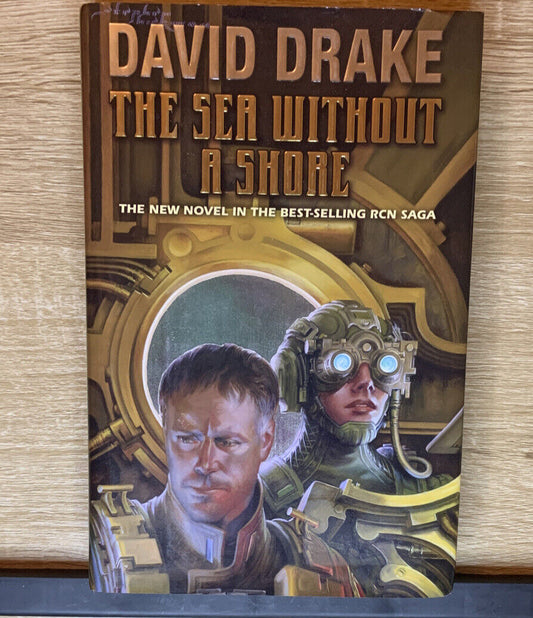 DAVID DRAKE
THE SEA WITHOUT
A SHORE
THE NEW NOVEL IN THE BEST-SELLING RCN SAGA